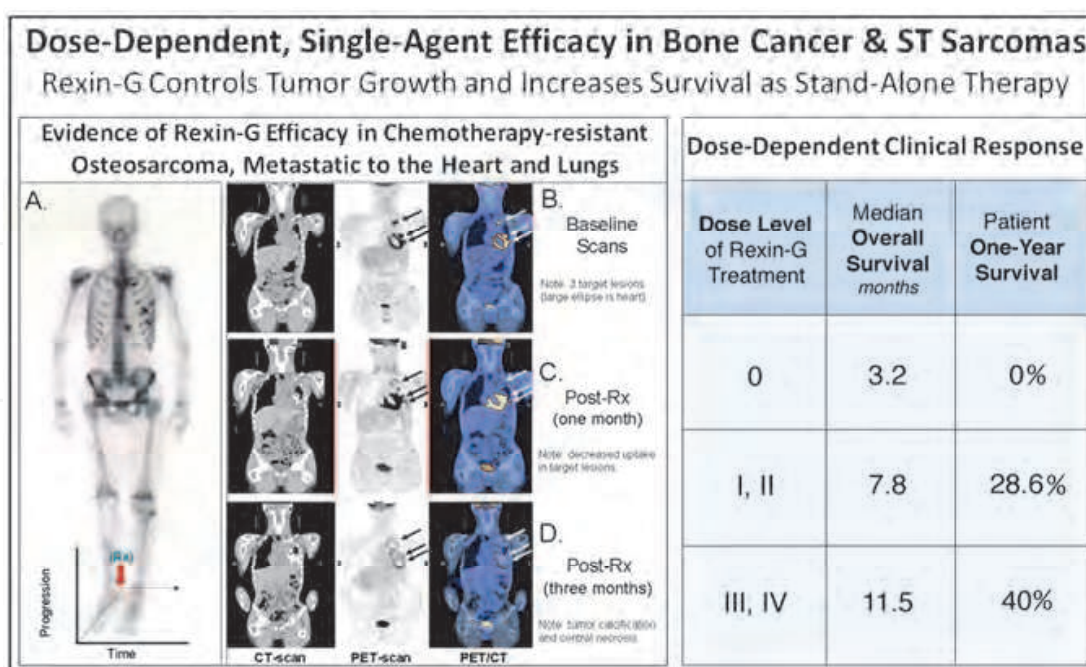 Dose-Dependent, Single-Agent Efficacy in Bone Cancer & ST Sarcomas
Rexin-G Controls Tumor Growth and Increases Survival as Stand-Alone Therapy
Evidence of Rexin-G Efficacy in Chemotherapy-resistant
Osteosarcoma, Metastatic to the Heart and Lungs
A.
(Rx)
Progression
Time
B.
Baseline
Scans
Note: 3 target lesions
(large ellipse is heart)
C.
Post-Rx
(one month)
Note: decreased uptake
in target lesions.
D.
Post-Rx
(three months)
Note: tumor calcification
and central necrosis.
CT-scan PET-scan PET/CT
Dose-Dependent Clinical Response
Dose Level
of Rexin-G
Treatment
Median
Overall
Survival
months
Patient
One-Year
Survival
0 3.2 0%
I, II 7.8 28.6%
III, IV 11.5 40%